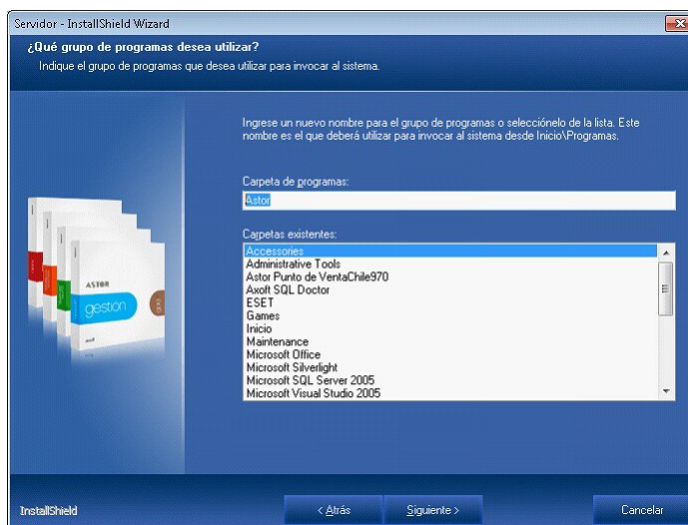 Servidor - InstallShield Wizard
¿Qué grupo de programas desea utilizar?
Indique el grupo de programas que desea utilizar para invocar al sistema.
Ingrese un nuevo nombre para el grupo de programas o selecciónelo de la lista. Este
nombre es el que deberá utilizar para invocar al sistema desde Inicio\Programas.
Carpeta de programas:
Astor
Carpetas existentes:
Accessories
Administrative Tools
Astor Punto de VentaChile970
Axoft SQL Doctor
ESET
Games
Inicio
Maintenance
Microsoft Office
Microsoft Silverlight
Microsoft SQL Server 2005
Microsoft Visual Studio 2005
ASTOR
gestión
InstallShield
< Atrás
Siguiente >
Cancelar